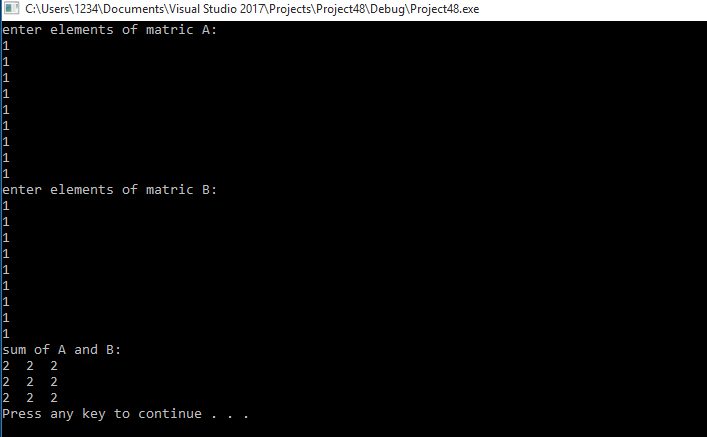 C:\Users\1234\Documents\Visual Studio 2017\Projects\Project48\Debug\Project48.exe
enter elements of matric A:
1
1
1
1
1
1
1
1
1
enter elements of matric B:
1
1
1
1
1
1
1
1
1
sum of A and B:
2  2  2
2  2  2
2  2  2
Press any key to continue . . .